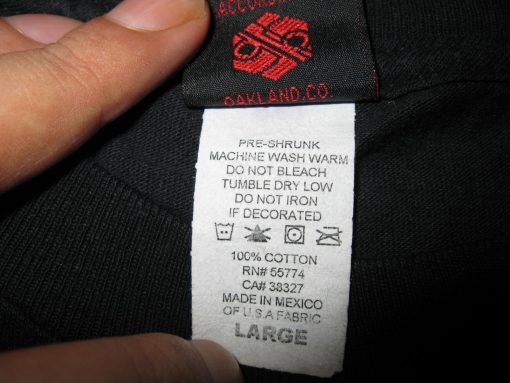 OAKLAND.CO.
PRE-SHRUNK
MACHINE WASH WARM
DO NOT BLEACH
TUMBLE DRY LOW
DO NOT IRON
IF DECORATED
100% COTTON
RN# 55774
CA# 38327
MADE IN MEXICO
OF U.S.A FABRIC
LARGE